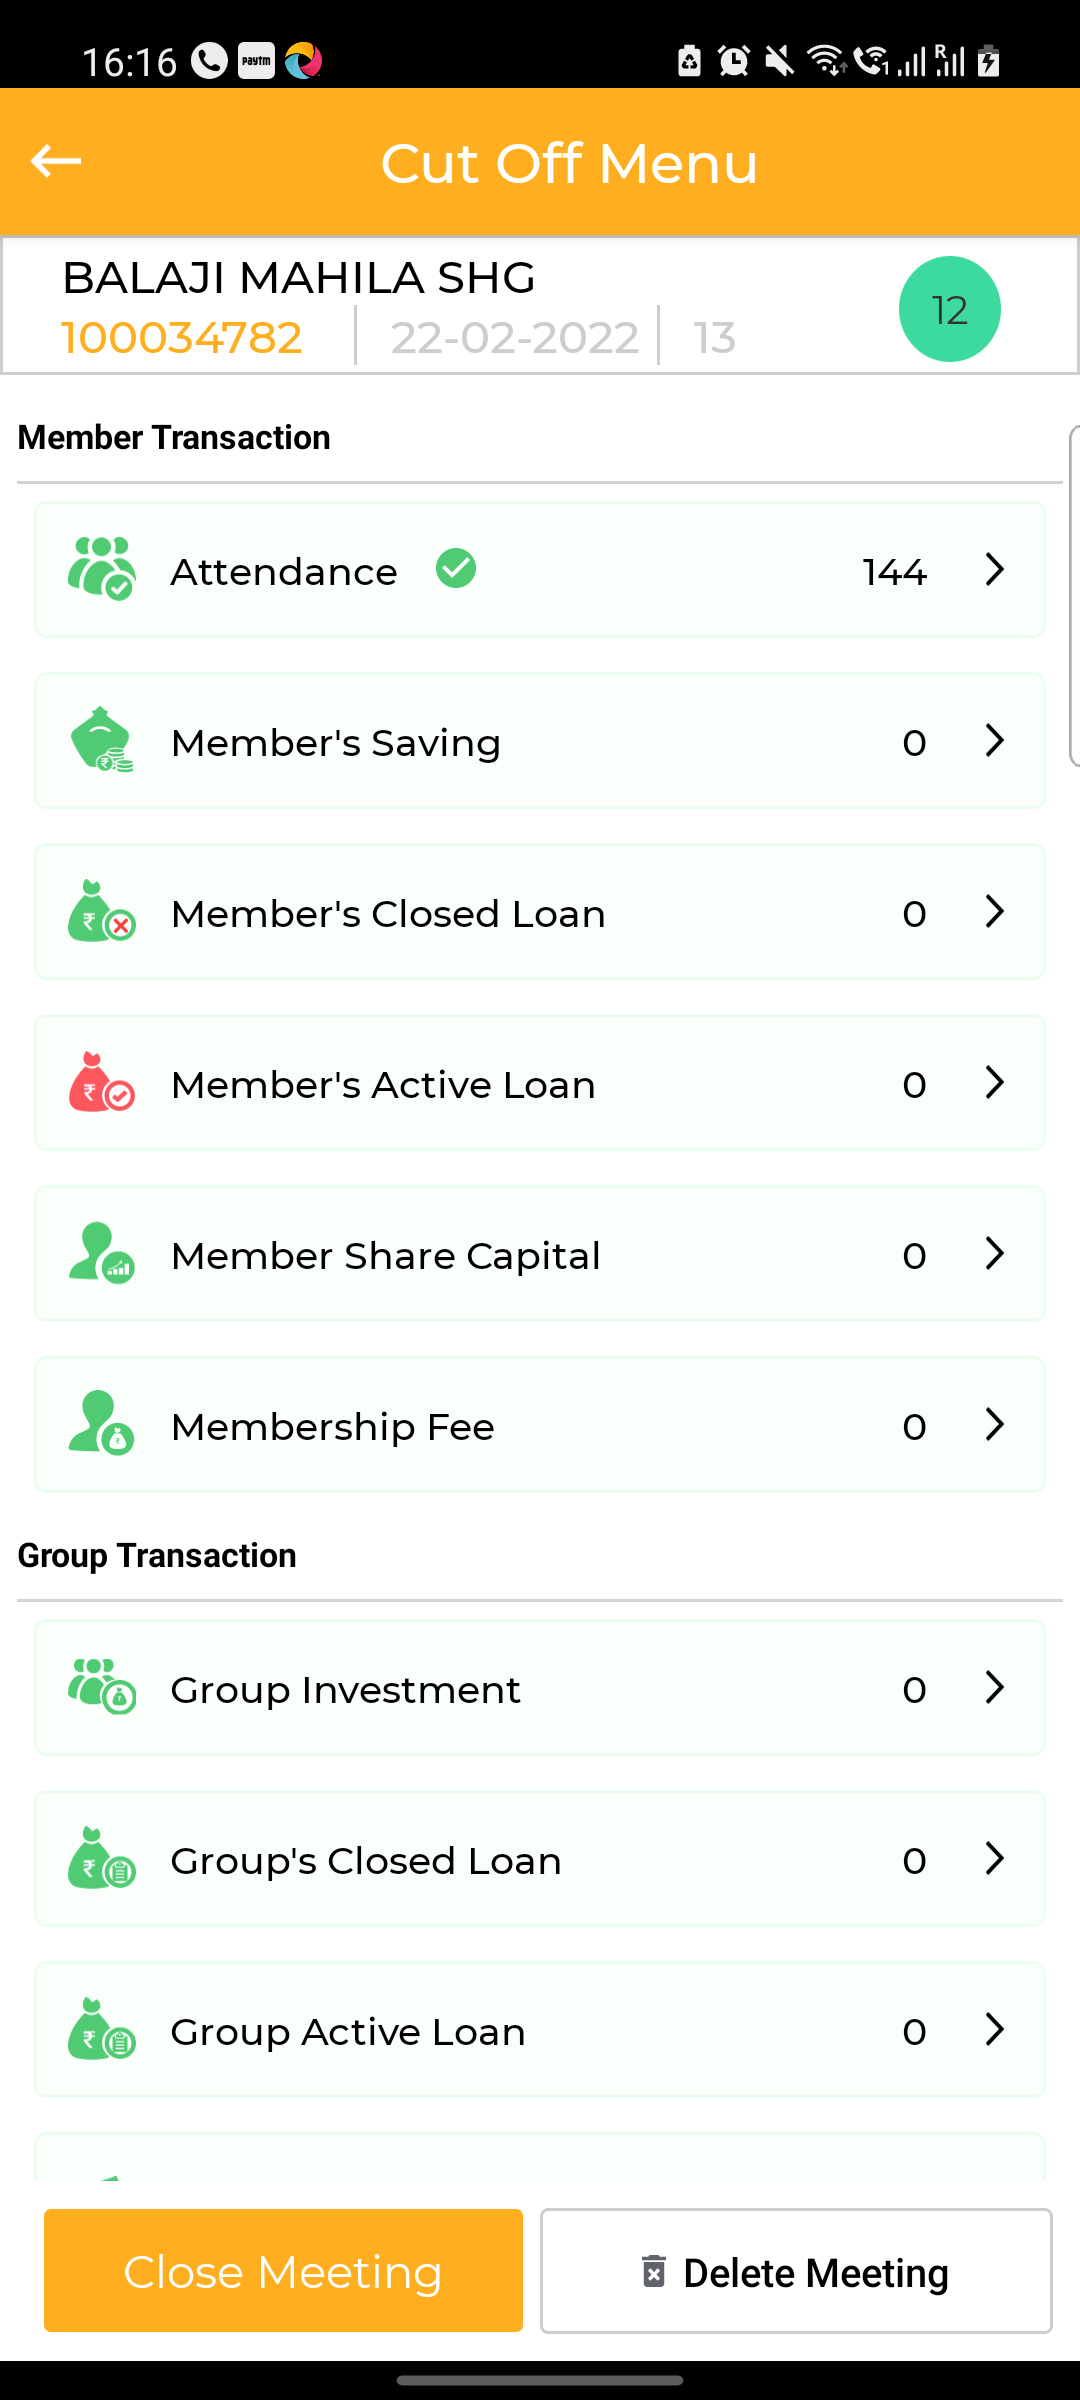 16:16 paytm R 1
Cut Off Menu
BALAJI MAHILA SHG
100034782 22-02-2022 13 12
Member Transaction
Attendance 144
Member's Saving 0
Member's Closed Loan 0
Member's Active Loan 0
Member Share Capital 0
Membership Fee 0
Group Transaction
Group Investment 0
Group's Closed Loan 0
Group Active Loan 0
Close Meeting Delete Meeting